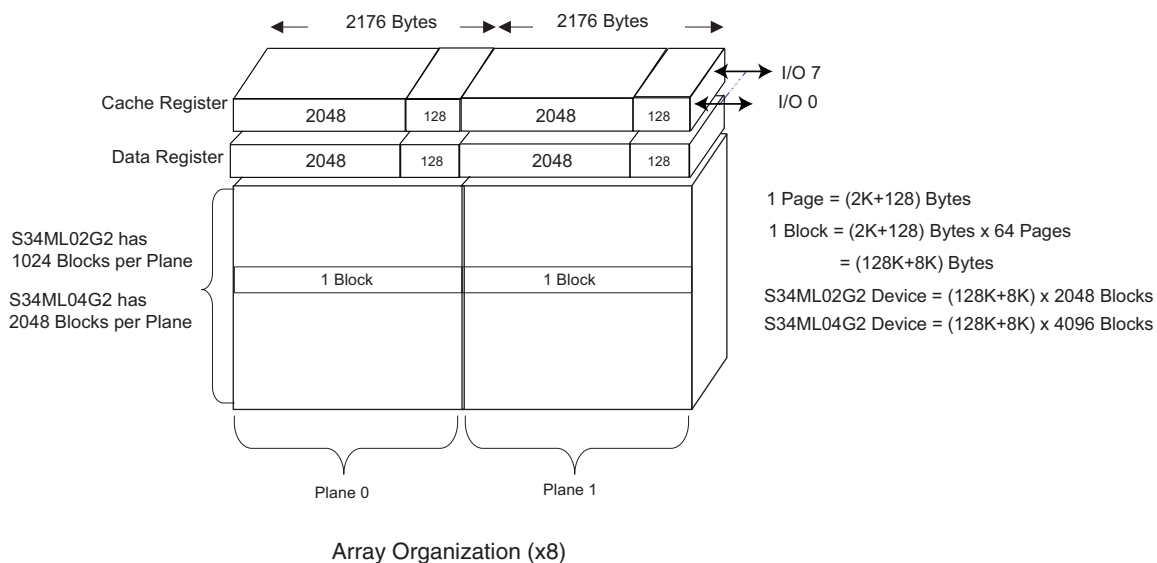 2176 Bytes 2176 Bytes
I/O 7
I/O 0
Cache Register
2048 128 2048 128
Data Register
2048 128 2048 128
1 Page = (2K+128) Bytes
1 Block = (2K+128) Bytes x 64 Pages
= (128K+8K) Bytes
S34ML02G2 Device = (128K+8K) x 2048 Blocks
S34ML04G2 Device = (128K+8K) x 4096 Blocks
S34ML02G2 has
1024 Blocks per Plane
S34ML04G2 has
2048 Blocks per Plane
1 Block 1 Block
Plane 0 Plane 1
Array Organization (x8)